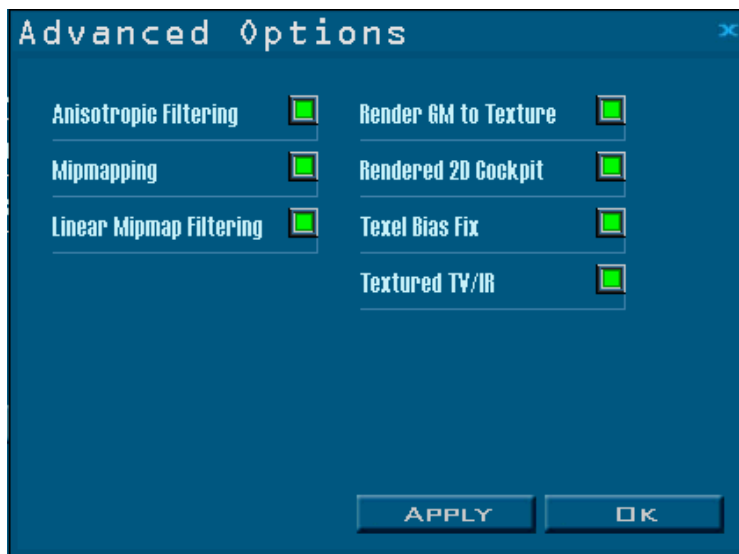 Advanced Options
x
Anisotropic Filtering
Mipmapping
Linear Mipmap Filtering
Render GM to Texture
Rendered 2D Cockpit
Texel Bias Fix
Textured TV/IR
APPLY
OK